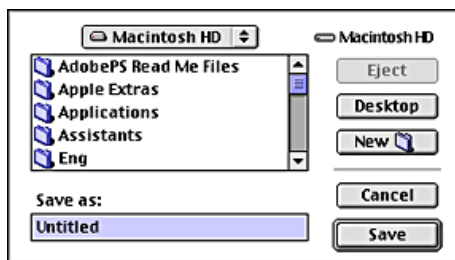 Macintosh HD
Macintosh HD
AdobePS Read Me Files
Apple Extras
Applications
Assistants
Eng
Eject
Desktop
New
Save as:
Untitled
Cancel
Save